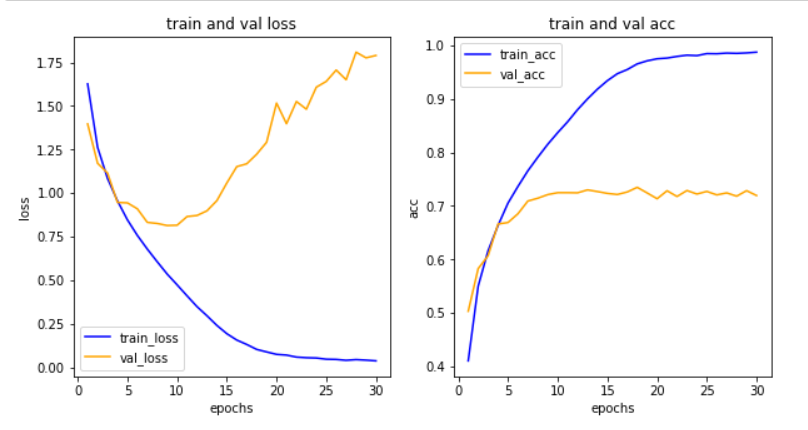 train and val loss
loss
1.75
1.50
1.25
1.00
0.75
0.50
0.25
0.00
train_loss
val_loss
0 5 10 15 20 25 30
epochs
train and val acc
acc
1.0
0.9
0.8
0.7
0.6
0.5
0.4
train_acc
val_acc
0 5 10 15 20 25 30
epochs